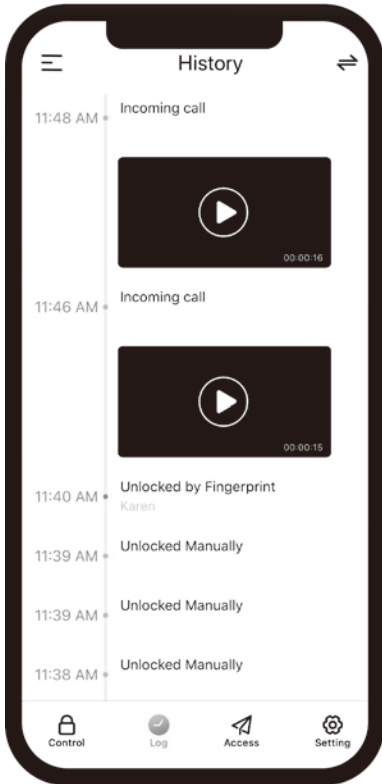 History
11:48 AM
Incoming call
00:00:16
11:46 AM
Incoming call
00:00:15
11:40 AM
Unlocked by Fingerprint
Karen
11:39 AM
Unlocked Manually
11:39 AM
Unlocked Manually
11:38 AM
Unlocked Manually
Control
Log
Access
Setting